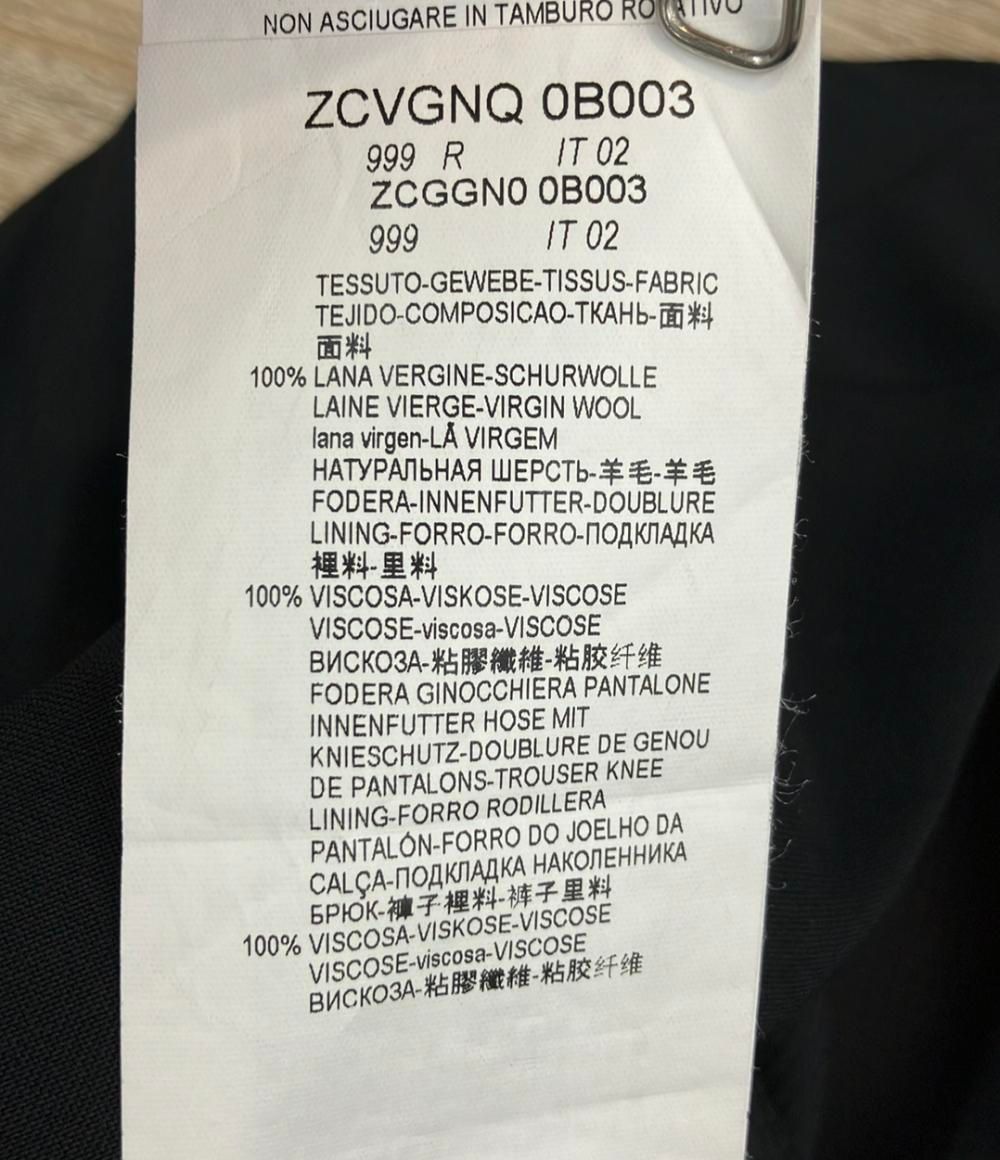 NON ASCIUGARE IN TAMBURO ROTATIVO
ZCVGNQ 0B003
999 R IT 02
ZCGGN0 0B003
999 IT 02
TESSUTO-GEWEBE-TISSUS-FABRIC
TEJIDO-COMPOSICAO-ТКАНЬ-面料
面料
100% LANA VERGINE-SCHURWOLLE
LAINE VIERGE-VIRGIN WOOL
lana virgen-LÃ VIRGEM
НАТУРАЛЬНАЯ ШЕРСТЬ-羊毛-羊毛
FODERA-INNENFUTTER-DOUBLURE
LINING-FORRO-FORRO-ПОДКЛАДКА
裡料-里料
100% VISCOSA-VISKOSE-VISCOSE
VISCOSE-viscosa-VISCOSE
ВИСКОЗА-粘膠纖維-粘胶纤维
FODERA GINOCCHIERA PANTALONE
INNENFUTTER HOSE MIT
KNIESCHUTZ-DOUBLURE DE GENOU
DE PANTALONS-TROUSER KNEE
LINING-FORRO RODILLERA
PANTALÓN-FORRO DO JOELHO DA
CALÇA-ПОДКЛАДКА НАКОЛЕННИКА
БРЮК-褲子裡料-裤子里料
100% VISCOSA-VISKOSE-VISCOSE
VISCOSE-viscosa-VISCOSE
ВИСКОЗА-粘膠纖維-粘胶纤维